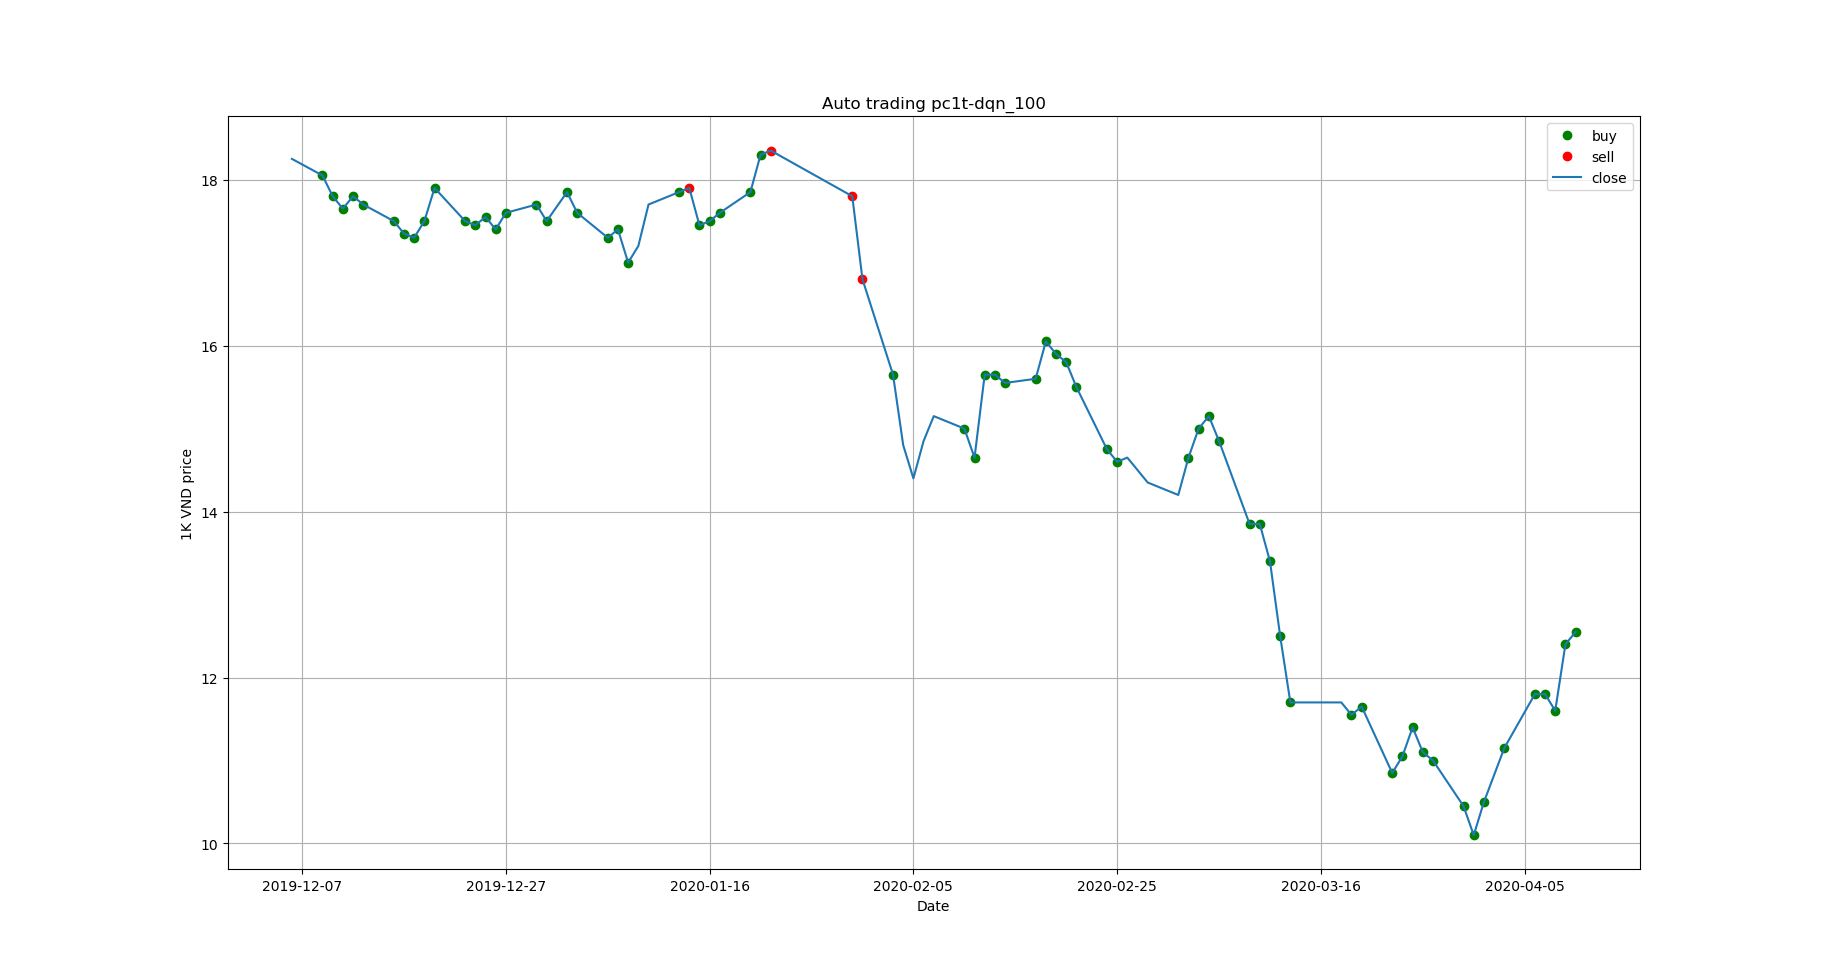 Auto trading pc1t-dqn_100
buy
sell
close
18
16
14
12
10
1K VND price
2019-12-07
2019-12-27
2020-01-16
2020-02-05
2020-02-25
2020-03-16
2020-04-05
Date